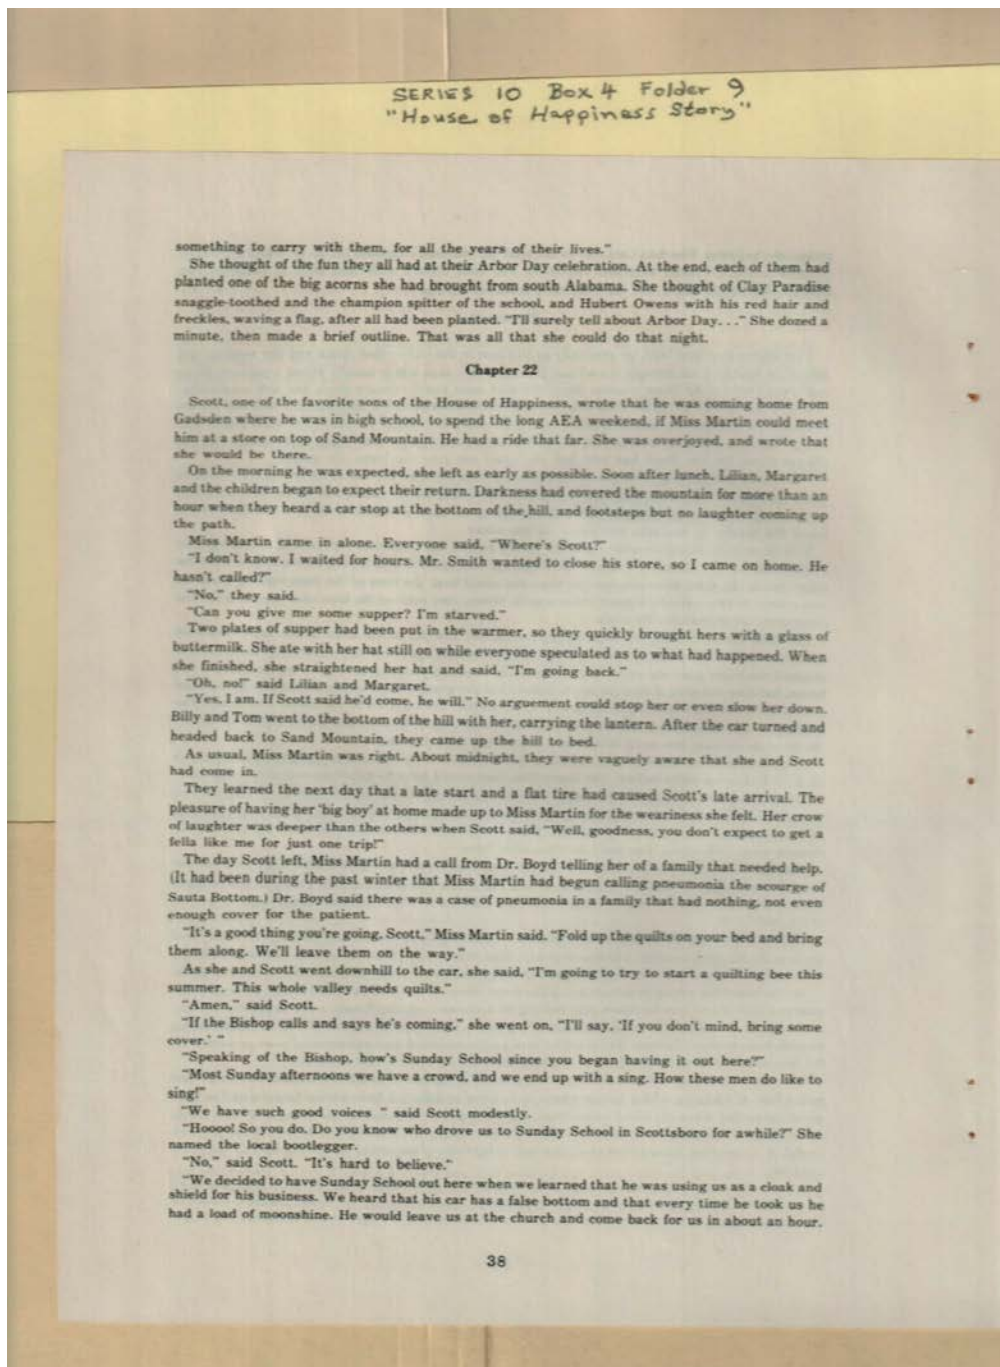 SERIES 10 Box 4 Folder 9
"House of Happiness Story"
something to carry with them, for all the years of their lives."
She thought of the fun they all had at their Arbor Day celebration. At the end, each of them had
planted one of the big acorns she had brought from south Alabama. She thought of Clay Paradise
snaggle-toothed and the champion spitter of the school, and Hubert Owens with his red hair and
freckles, waving a flag, after all had been planted. "I'll surely tell about Arbor Day. . ." She dozed a
minute, then made a brief outline. That was all that she could do that night.
Chapter 22
Scott, one of the favorite sons of the House of Happiness, wrote that he was coming home from
Gadsden where he was in high school, to spend the long AEA weekend, if Miss Martin could meet
him at a store on top of Sand Mountain. He had a ride that far. She was overjoyed, and wrote that
she would be there.
On the morning he was expected, she left as early as possible. Soon after lunch, Lilian, Margaret
and the children began to expect their return. Darkness had covered the mountain for more than an
hour when they heard a car stop at the bottom of the hill, and footsteps but no laughter coming up
the path.
Miss Martin came in alone. Everyone said, "Where's Scott?"
"I don't know. I waited for hours. Mr. Smith wanted to close his store, so I came on home. He
hasn't called?"
"No," they said.
"Can you give me some supper? I'm starved."
Two plates of supper had been put in the warmer, so they quickly brought hers with a glass of
buttermilk. She ate with her hat still on while everyone speculated as to what had happened. When
she finished, she straightened her hat and said, "I'm going back."
"Oh, no!" said Lilian and Margaret.
"Yes, I am. If Scott said he'd come, he will." No arguement could stop her or even slow her down.
Billy and Tom went to the bottom of the hill with her, carrying the lantern. After the car turned and
headed back to Sand Mountain, they came up the hill to bed.
As usual, Miss Martin was right. About midnight, they were vaguely aware that she and Scott
had come in.
They learned the next day that a late start and a flat tire had caused Scott's late arrival. The
pleasure of having her 'big boy' at home made up to Miss Martin for the weariness she felt. Her crow
of laughter was deeper than the others when Scott said, "Well, goodness, you don't expect to get a
fella like me for just one trip!"
The day Scott left, Miss Martin had a call from Dr. Boyd telling her of a family that needed help.
(It had been during the past winter that Miss Martin had begun calling pneumonia the scourge of
Sauta Bottom.) Dr. Boyd said there was a case of pneumonia in a family that had nothing, not even
enough cover for the patient.
"It's a good thing you're going, Scott," Miss Martin said. "Fold up the quilts on your bed and bring
them along. We'll leave them on the way."
As she and Scott went downhill to the car, she said, "I'm going to try to start a quilting bee this
summer. This whole valley needs quilts."
"Amen," said Scott.
"If the Bishop calls and says he's coming," she went on, "I'll say, 'If you don't mind, bring some
cover.' "
"Speaking of the Bishop, how's Sunday School since you began having it out here?"
"Most Sunday afternoons we have a crowd, and we end up with a sing. How these men do like to
sing!"
"We have such good voices " said Scott modestly.
"Hoooo! So you do. Do you know who drove us to Sunday School in Scottsboro for awhile?" She
named the local bootlegger.
"No," said Scott. "It's hard to believe."
"We decided to have Sunday School out here when we learned that he was using us as a cloak and
shield for his business. We heard that his car has a false bottom and that every time he took us he
had a load of moonshine. He would leave us at the church and come back for us in about an hour.
38